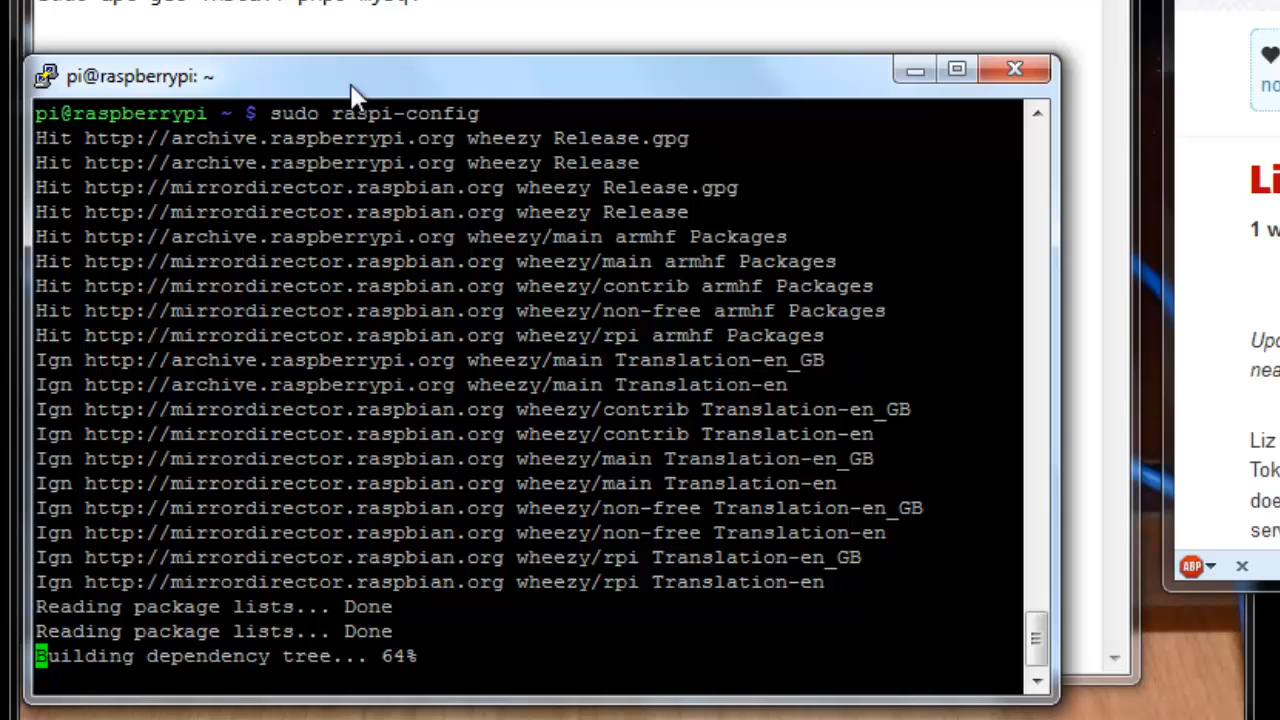 pi@raspberrypi: ~
pi@raspberrypi ~ $ sudo raspi-config
Hit http://archive.raspberrypi.org wheezy Release.gpg
Hit http://archive.raspberrypi.org wheezy Release
Hit http://mirrordirector.raspbian.org wheezy Release.gpg
Hit http://mirrordirector.raspbian.org wheezy Release
Hit http://archive.raspberrypi.org wheezy/main armhf Packages
Hit http://mirrordirector.raspbian.org wheezy/main armhf Packages
Hit http://mirrordirector.raspbian.org wheezy/contrib armhf Packages
Hit http://mirrordirector.raspbian.org wheezy/non-free armhf Packages
Hit http://mirrordirector.raspbian.org wheezy/rpi armhf Packages
Ign http://archive.raspberrypi.org wheezy/main Translation-en_GB
Ign http://archive.raspberrypi.org wheezy/main Translation-en
Ign http://mirrordirector.raspbian.org wheezy/contrib Translation-en_GB
Ign http://mirrordirector.raspbian.org wheezy/contrib Translation-en
Ign http://mirrordirector.raspbian.org wheezy/main Translation-en_GB
Ign http://mirrordirector.raspbian.org wheezy/main Translation-en
Ign http://mirrordirector.raspbian.org wheezy/non-free Translation-en_GB
Ign http://mirrordirector.raspbian.org wheezy/non-free Translation-en
Ign http://mirrordirector.raspbian.org wheezy/rpi Translation-en_GB
Ign http://mirrordirector.raspbian.org wheezy/rpi Translation-en
Reading package lists... Done
Reading package lists... Done
Building dependency tree... 64%
no
Li
1 w
Upd
nea
Liz
Tok
doe
serv
ABP